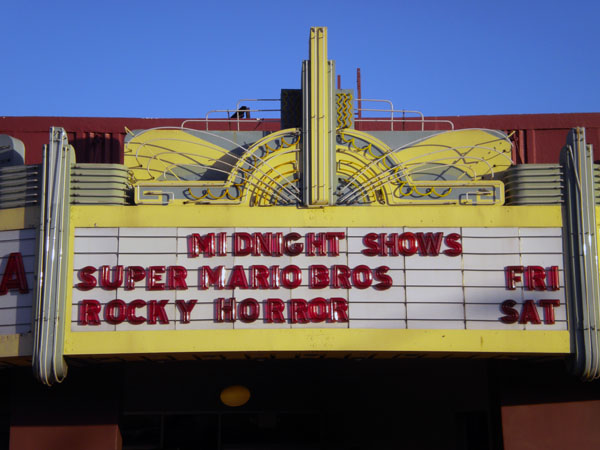 MIDNIGHT SHOWS
SUPER MARIO BROS FRI
ROCKY HORROR SAT
A